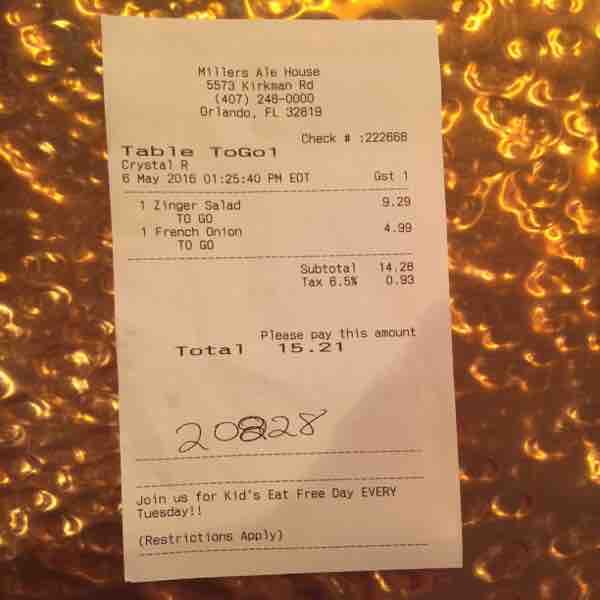 Millers Ale House
5573 Kirkman Rd
(407) 248-0000
Orlando, FL 32819
Check # :222668
Table ToGo1
Crystal R
6 May 2016 01:25:40 PM EDT Gst 1
1 Zinger Salad 9.29
TO GO
1 French Onion 4.99
TO GO
Subtotal 14.28
Tax 6.5% 0.93
Please pay this amount
Total 15.21
Join us for Kid's Eat Free Day EVERY
Tuesday!!
(Restrictions Apply)